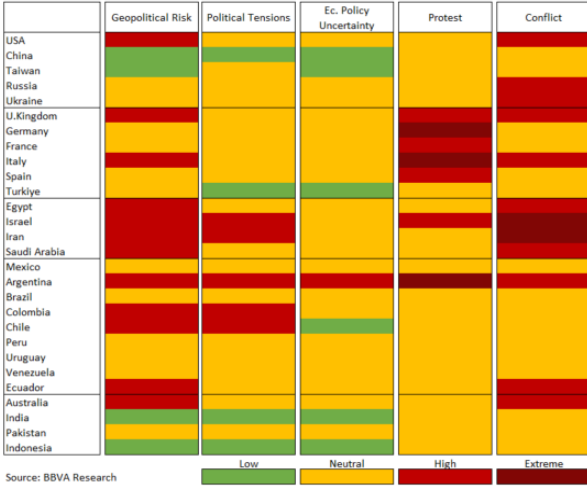 Geopolitical Risk Political Tensions Ec. Policy Uncertainty Protest Conflict
USA
China
Taiwan
Russia
Ukraine
U.Kingdom
Germany
France
Italy
Spain
Turkiye
Egypt
Israel
Iran
Saudi Arabia
Mexico
Argentina
Brazil
Colombia
Chile
Peru
Uruguay
Venezuela
Ecuador
Australia
India
Pakistan
Indonesia
Low Neutral High Extreme
Source: BBVA Research